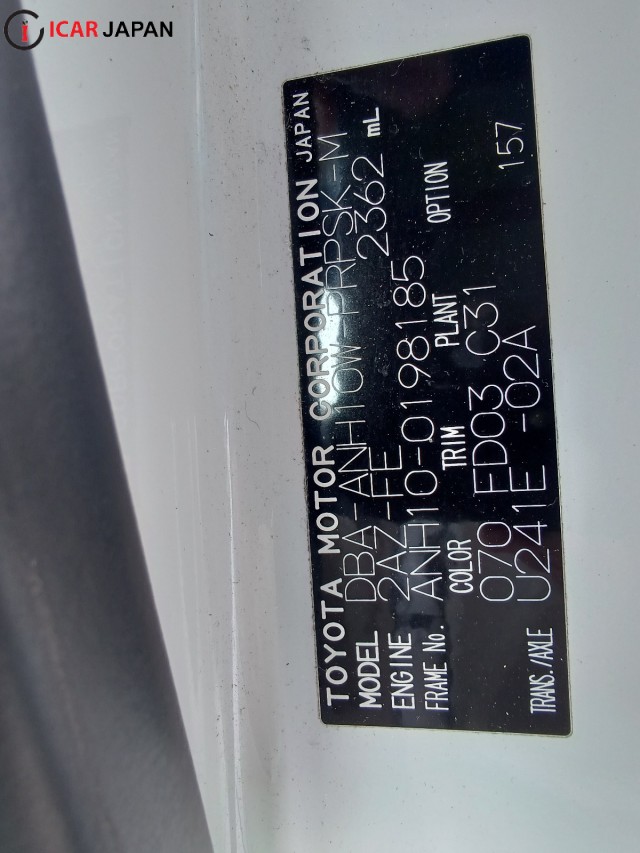 ICAR JAPAN
TOYOTA MOTOR CORPORATION JAPAN
MODEL DBA-ANH10W-PRPSK-M
ENGINE 2AZ-FE 2362 mL
FRAME No. ANH10-0198185
COLOR TRIM PLANT OPTION
070 FD03 C31
TRANS./AXLE U241E -02A 157